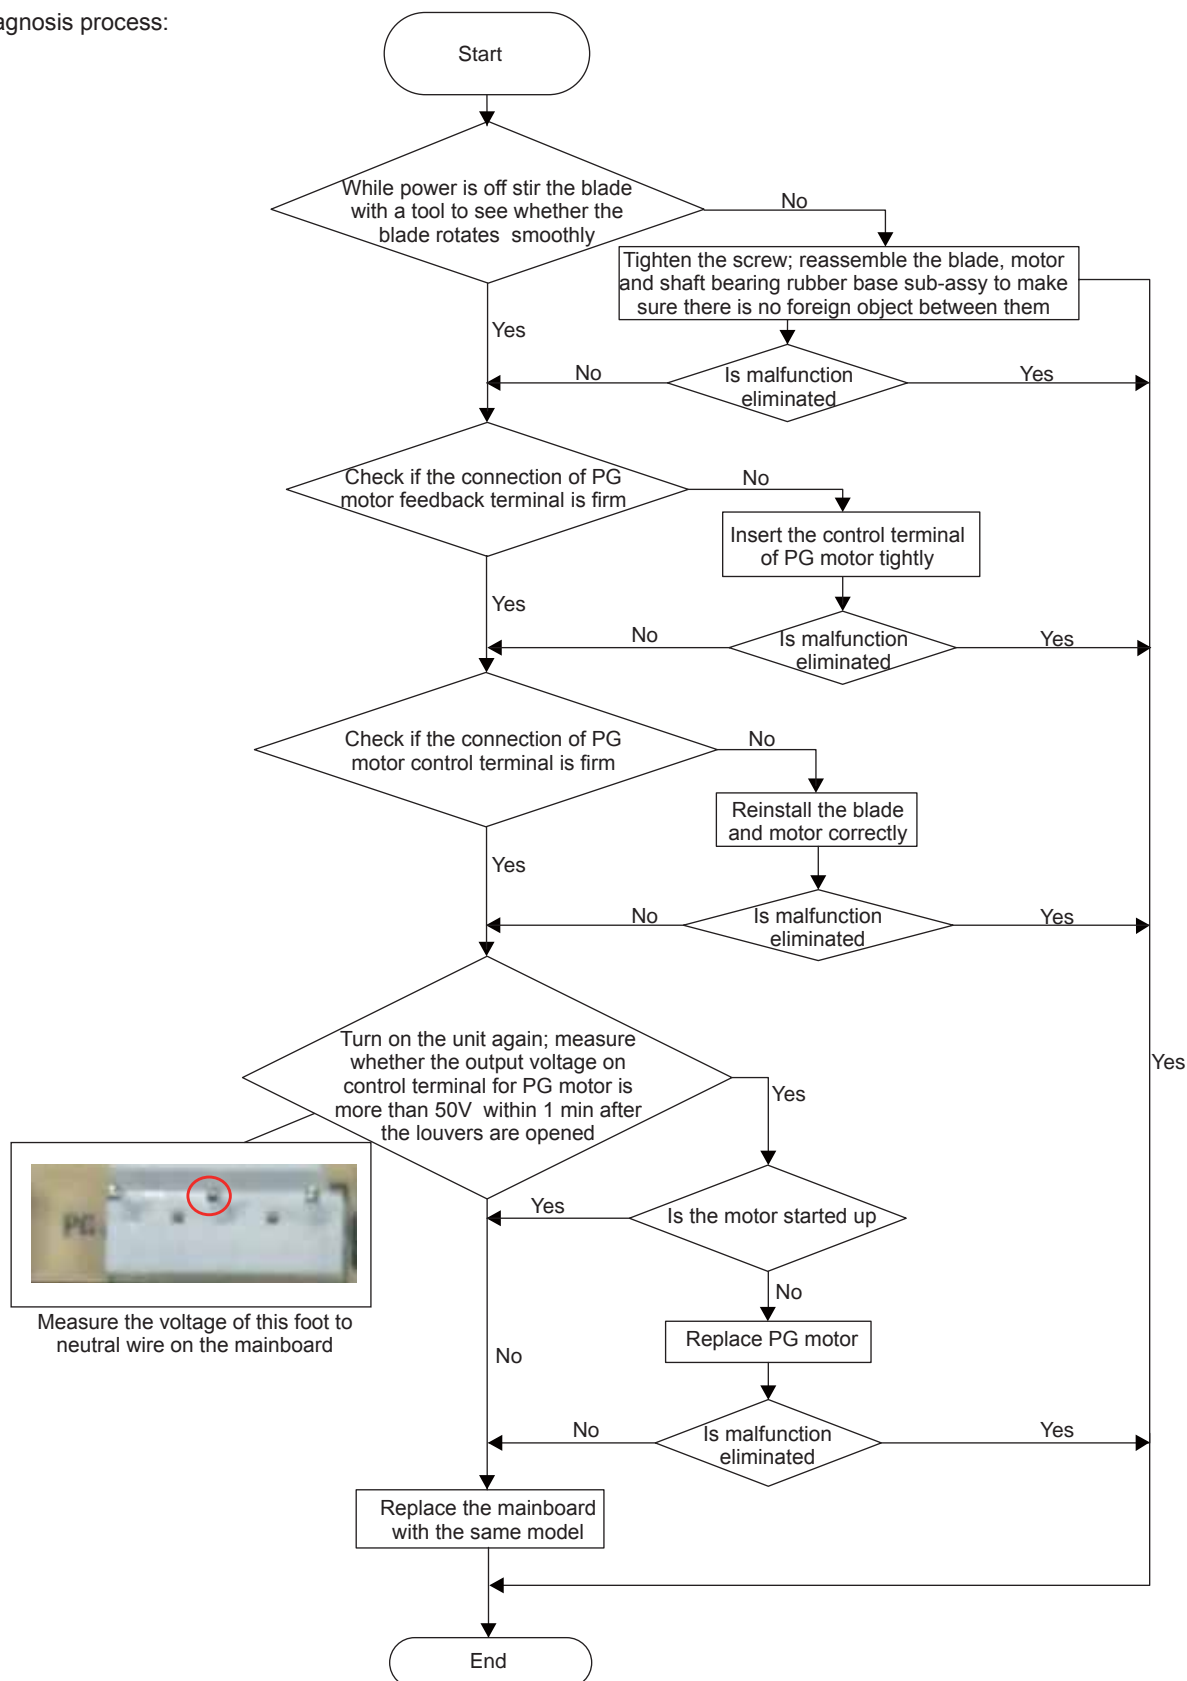 agnosis process:
Start
While power is off stir the blade
with a tool to see whether the
blade rotates smoothly
No
Tighten the screw; reassemble the blade, motor
and shaft bearing rubber base sub-assy to make
sure there is no foreign object between them
Yes
No
Is malfunction
eliminated
Yes
Check if the connection of PG
motor feedback terminal is firm
No
Insert the control terminal
of PG motor tightly
Yes
No
Is malfunction
eliminated
Yes
Check if the connection of PG
motor control terminal is firm
No
Reinstall the blade
and motor correctly
Yes
No
Is malfunction
eliminated
Yes
Turn on the unit again; measure
whether the output voltage on
control terminal for PG motor is
more than 50V within 1 min after
the louvers are opened
Yes
Yes
PG
Measure the voltage of this foot to
neutral wire on the mainboard
Yes
Is the motor started up
No
Replace PG motor
No
No
Is malfunction
eliminated
Yes
Replace the mainboard
with the same model
End